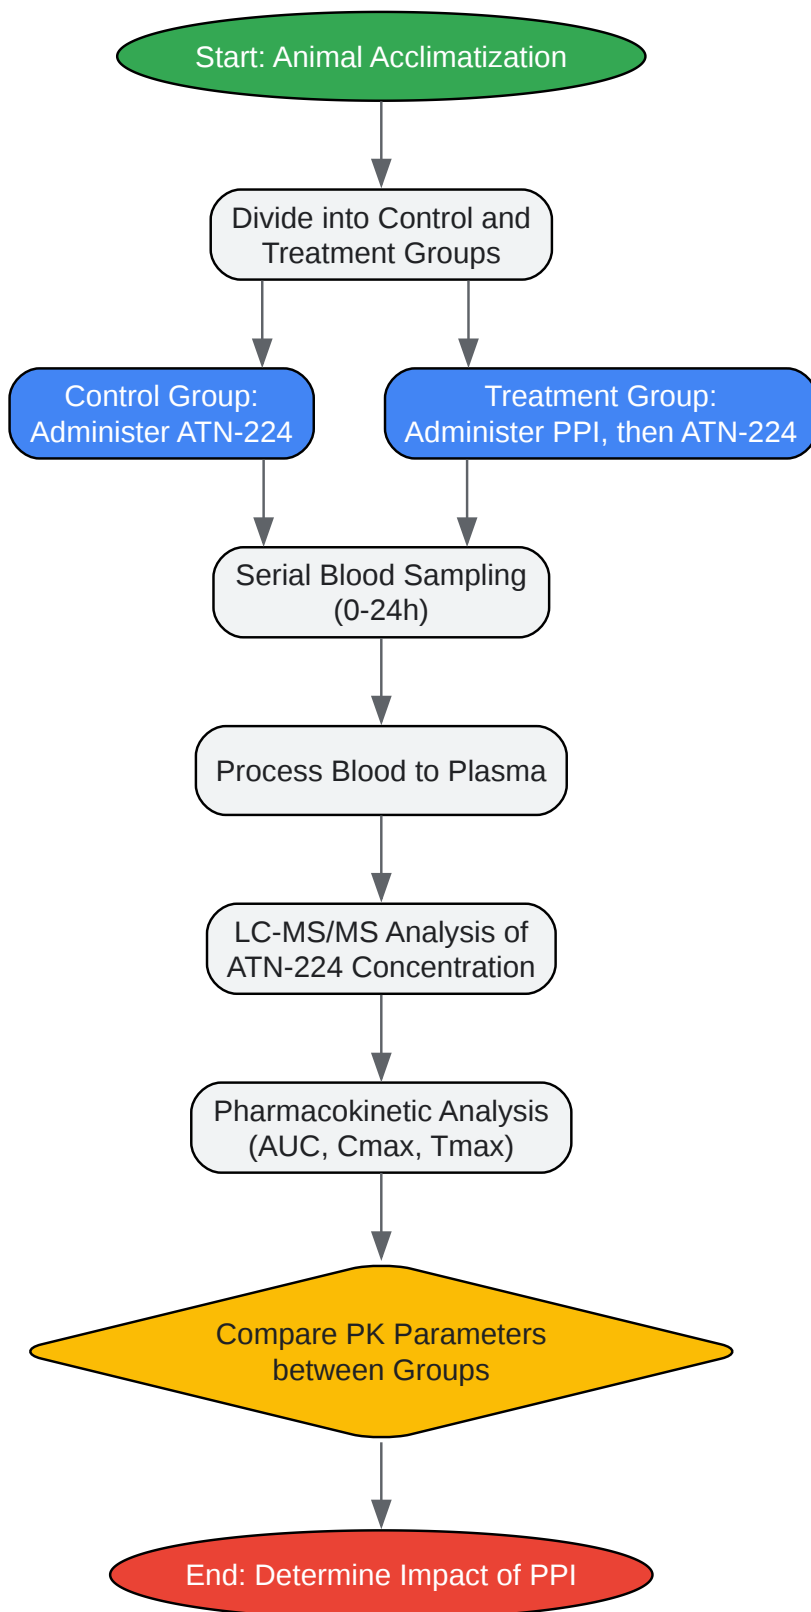 Start: Animal Acclimatization
Divide into Control and
Treatment Groups
Control Group:
Administer ATN-224
Treatment Group:
Administer PPI, then ATN-224
Serial Blood Sampling
(0-24h)
Process Blood to Plasma
LC-MS/MS Analysis of
ATN-224 Concentration
Pharmacokinetic Analysis
(AUC, Cmax, Tmax)
Compare PK Parameters
between Groups
End: Determine Impact of PPI